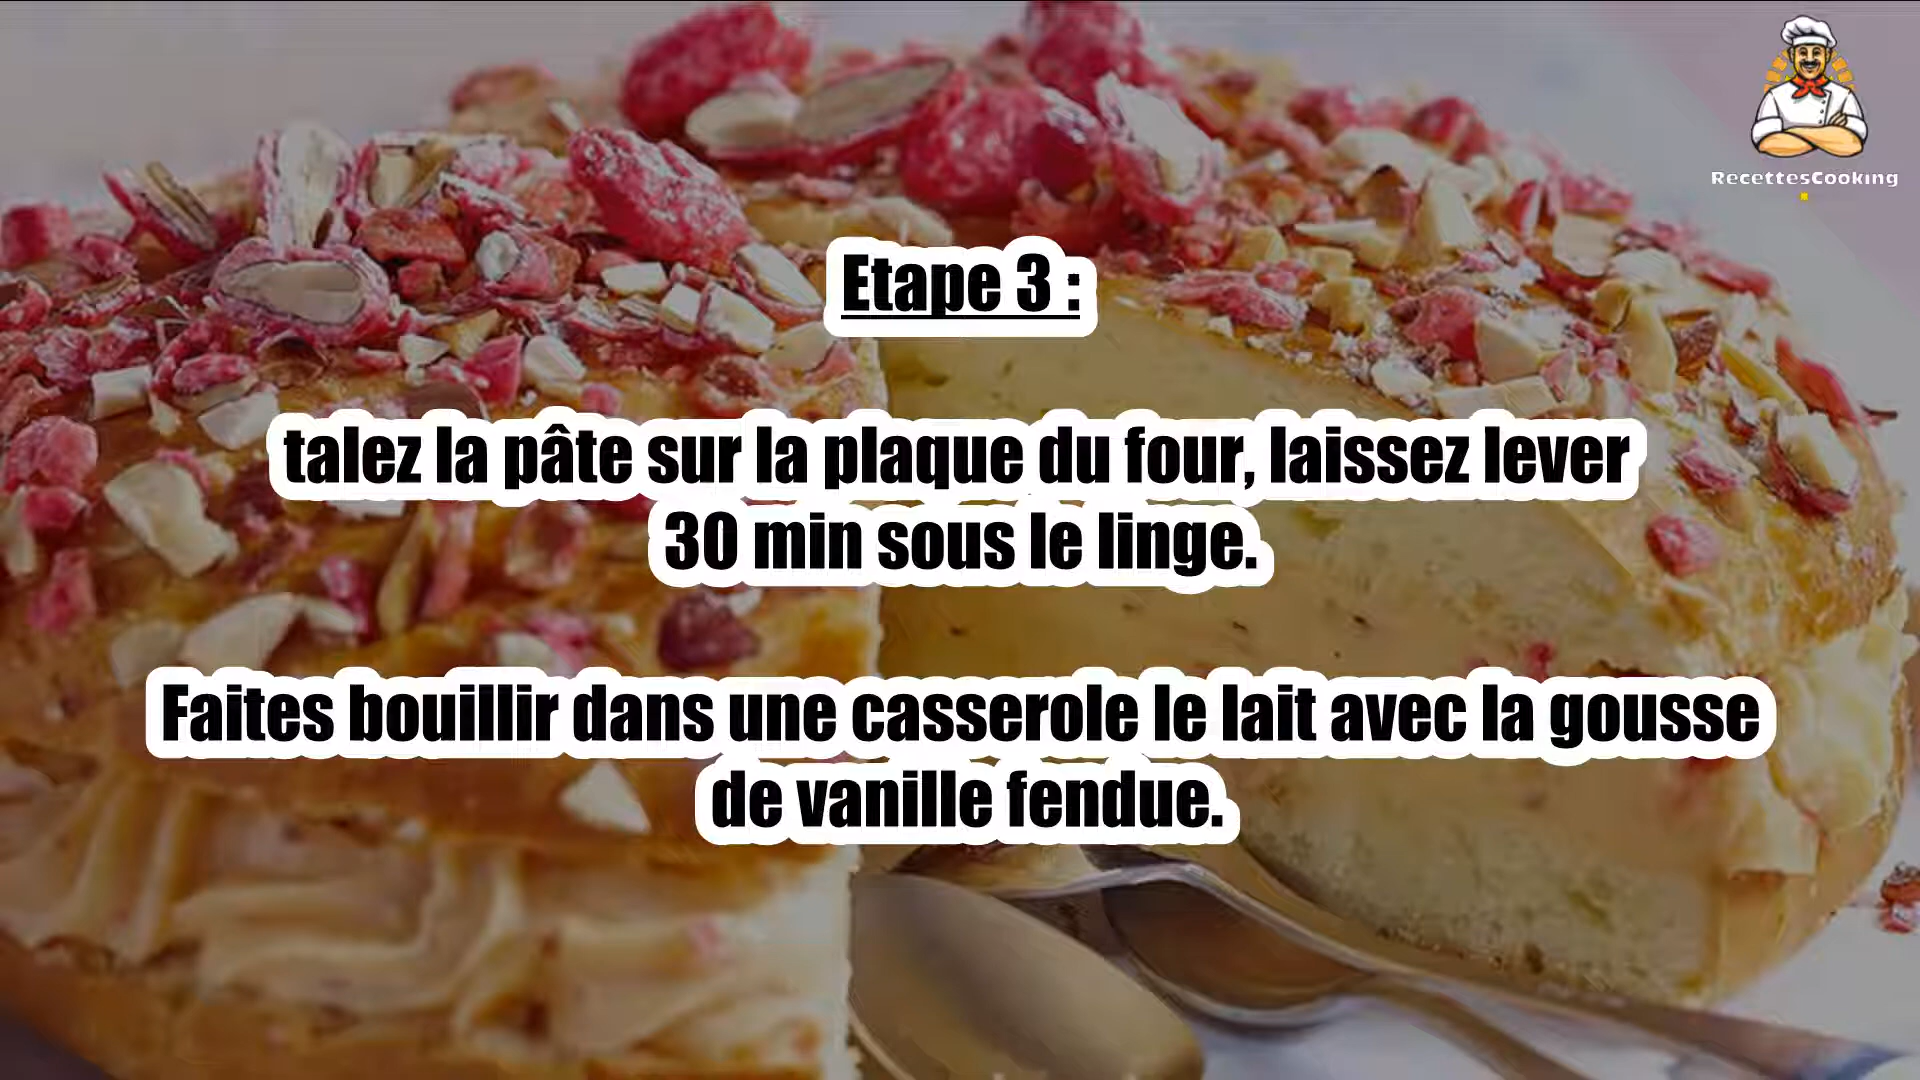 RecettesCooking
Etape 3 :
talez la pâte sur la plaque du four, laissez lever
30 min sous le linge.
Faites bouillir dans une casserole le lait avec la gousse
de vanille fendue.